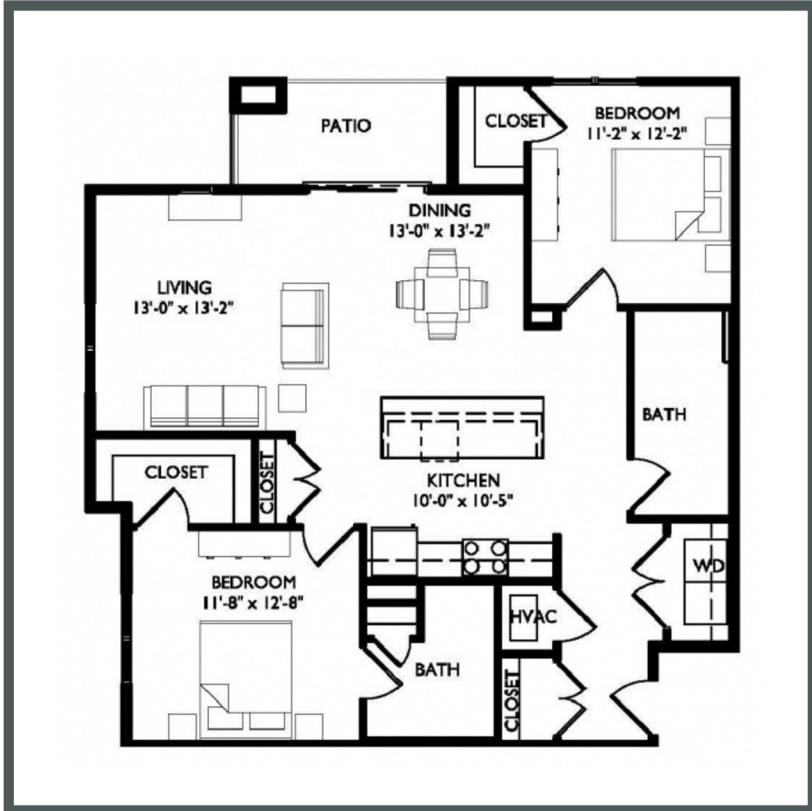 PATIO
CLOSET
BEDROOM
11'-2" x 12'-2"
DINING
13'-0" x 13'-2"
LIVING
13'-0" x 13'-2"
BATH
CLOSET
CLOSET
KITCHEN
10'-0" x 10'-5"
WD
BEDROOM
11'-8" x 12'-8"
HVAC
BATH
CLOSET